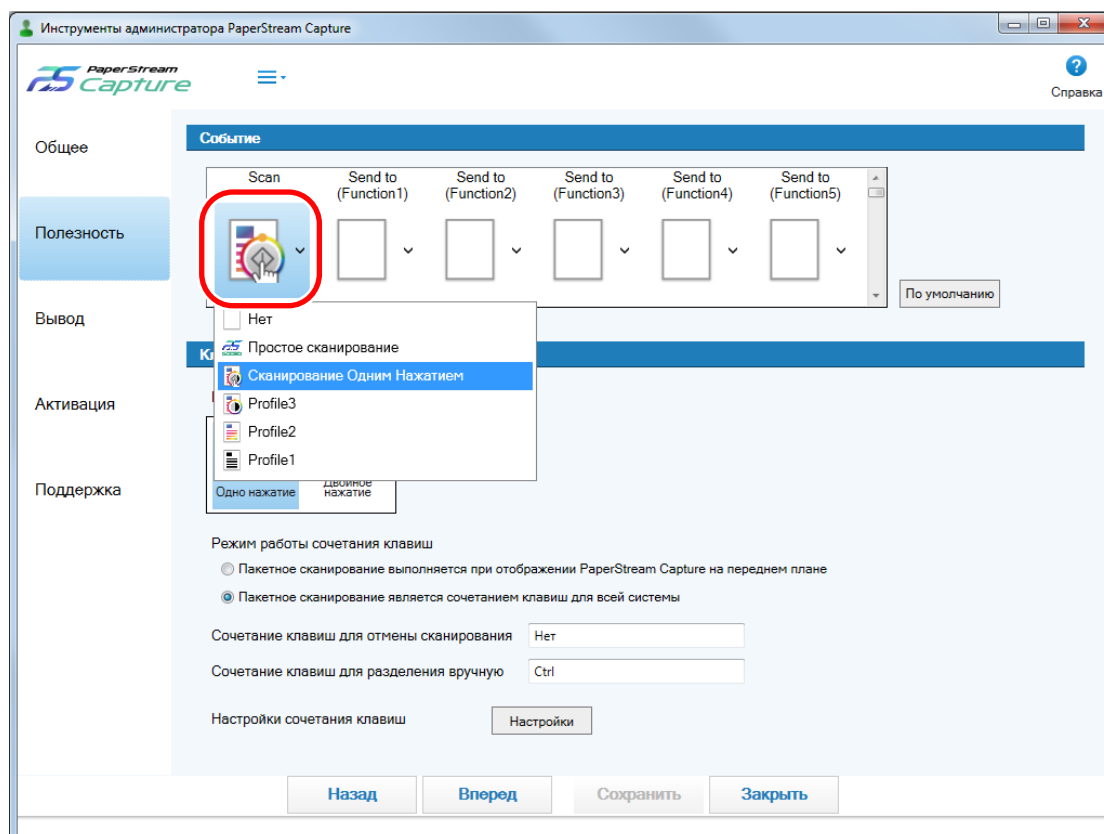 Инструменты администратора PaperStream Capture
PaperStream
Capture
Справка
Общее
Полезность
Вывод
Активация
Поддержка
Событие
Scan
Send to
(Function1)
Send to
(Function2)
Send to
(Function3)
Send to
(Function4)
Send to
(Function5)
По умолчанию
Нет
Простое сканирование
Сканирование Одним Нажатием
Profile3
Profile2
Profile1
Одно нажатие
Двойное
нажатие
Режим работы сочетания клавиш
Пакетное сканирование выполняется при отображении PaperStream Capture на переднем плане
Пакетное сканирование является сочетанием клавиш для всей системы
Сочетание клавиш для отмены сканирования
Нет
Сочетание клавиш для разделения вручную
Ctrl
Настройки сочетания клавиш
Настройки
Назад
Вперед
Сохранить
Закрыть